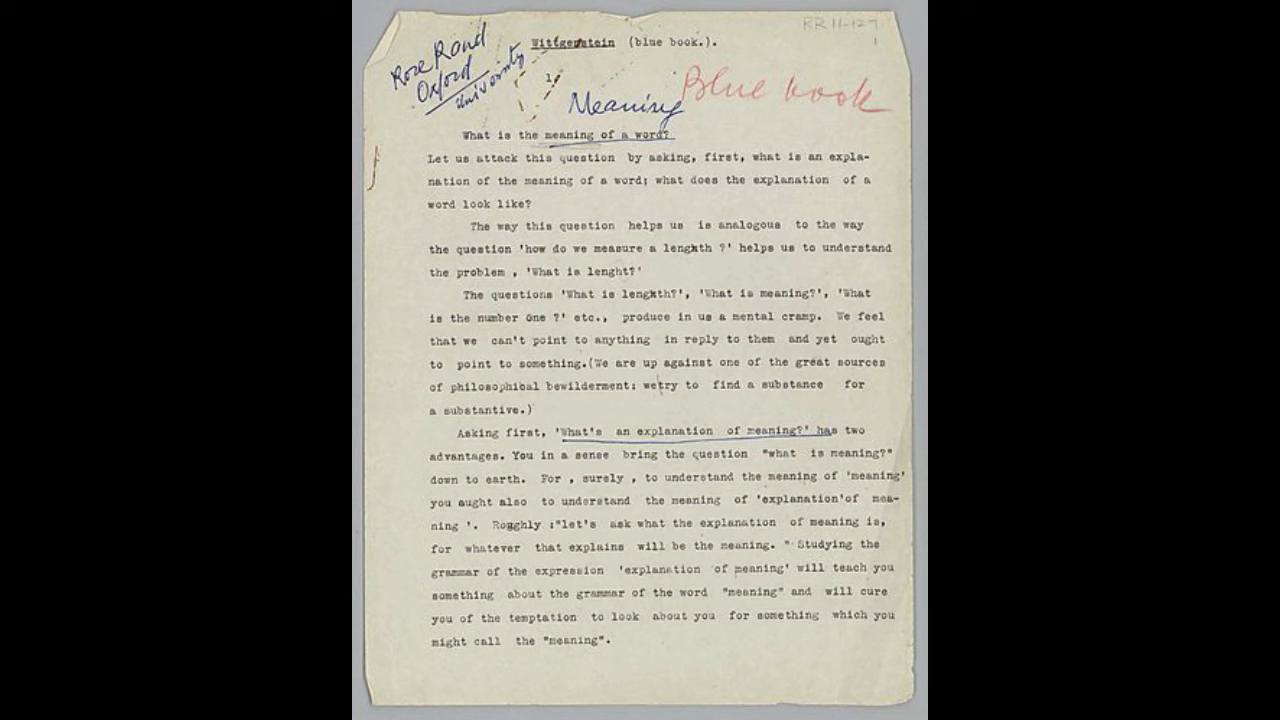 RR 11-127
1
Rose Rand
Oxford
University
Wittgenstein (blue book.).
1.
Meaning
Blue book
What is the meaning of a word?
Let us attack this question by asking, first, what is an expla-
nation of the meaning of a word; what does the explanation of a
word look like?
The way this question helps us is analogous to the way
the question 'how do we measure a lengkth ?' helps us to understand
the problem , 'What is lenght?'
The questions 'What is lengkth?', 'What is meaning?', 'What
is the number One ?' etc., produce in us a mental cramp. We feel
that we can't point to anything in reply to them and yet ought
to point to something.(We are up against one of the great sources
of philosophibal bewilderment: wetry to find a substance for
a substantive.)
Asking first, 'What's an explanation of meaning?' has two
advantages. You in a sense bring the question "what is meaning?"
down to earth. For , surely , to understand the meaning of 'meaning'
you aught also to understand the meaning of 'explanation'of mea-
ning '. Roghly :"let's ask what the explanation of meaning is,
for whatever that explains will be the meaning. " Studying the
grammar of the expression 'explanation of meaning' will teach you
something about the grammar of the word "meaning" and will cure
you of the temptation to look about you for something which you
might call the "meaning".